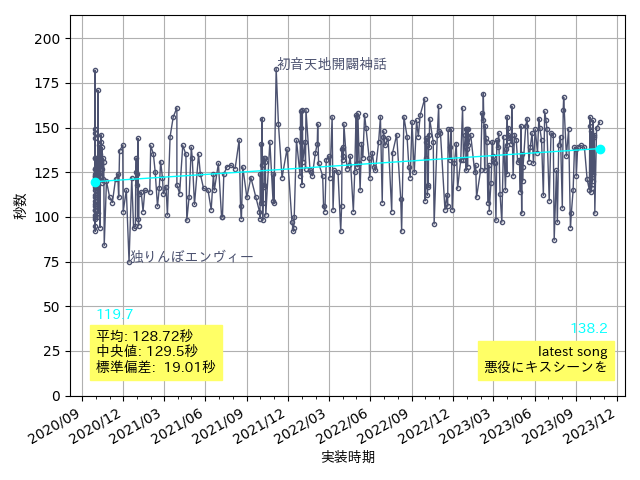 200
175
150
125
100
75
50
25
0
秒数
初音天地開闢神話
独りんぼエンヴィー
119.7
138.2
平均: 128.72秒
中央値: 129.5秒
標準偏差: 19.01秒
latest song
悪役にキスシーンを
2020/09
2020/12
2021/03
2021/06
2021/09
2021/12
2022/03
2022/06
2022/09
2022/12
2023/03
2023/06
2023/09
2023/12
実装時期